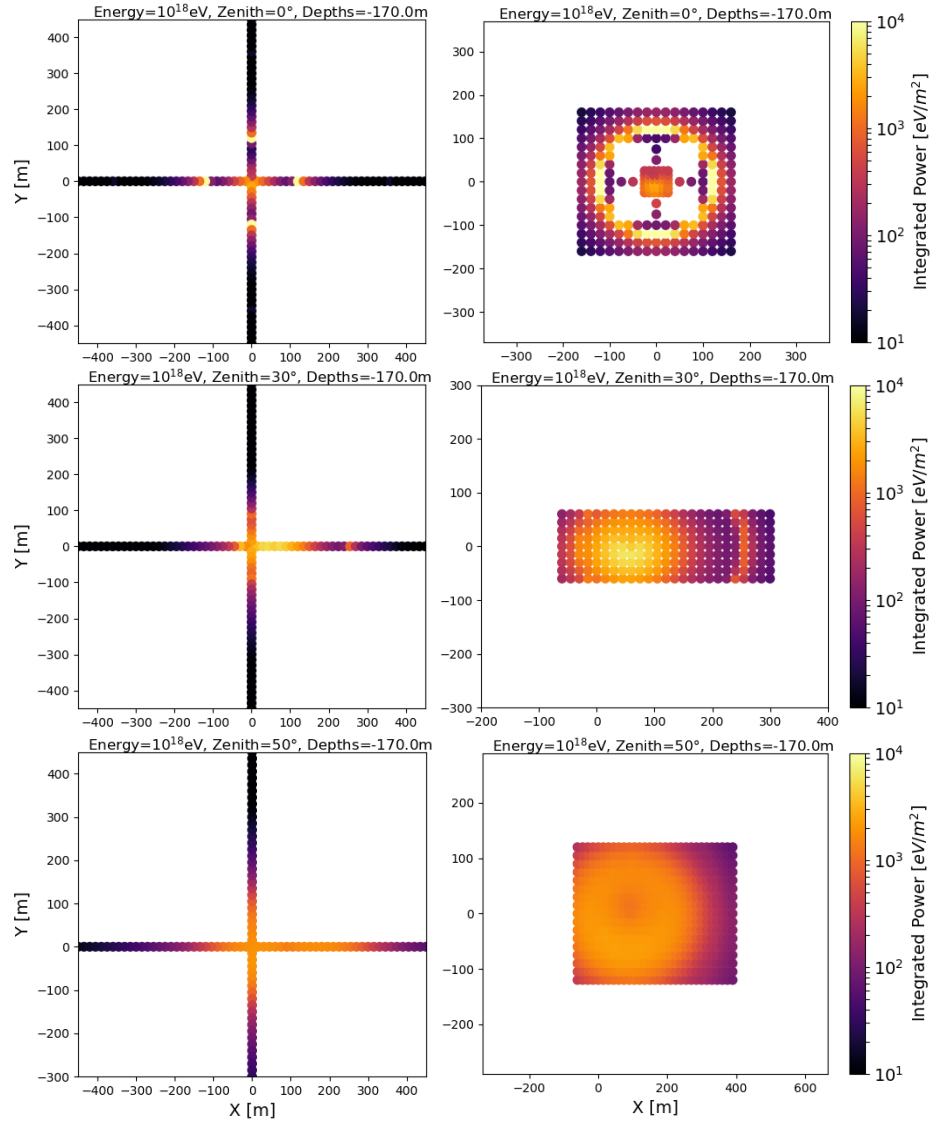 Energy=10¹⁸eV, Zenith=0°, Depths=-170.0m
400
300
200
100
0
−100
−200
−300
−400
Y [m]
−400 −300 −200 −100 0 100 200 300 400
Energy=10¹⁸eV, Zenith=0°, Depths=-170.0m
300
200
100
0
−100
−200
−300
−300 −200 −100 0 100 200 300
10⁴
10³
10²
10¹
Integrated Power [eV/m²]
Energy=10¹⁸eV, Zenith=30°, Depths=-170.0m
400
300
200
100
0
−100
−200
−300
−400
Y [m]
−400 −300 −200 −100 0 100 200 300 400
Energy=10¹⁸eV, Zenith=30°, Depths=-170.0m
300
200
100
0
−100
−200
−300
−200 −100 0 100 200 300 400
10⁴
10³
10²
10¹
Integrated Power [eV/m²]
Energy=10¹⁸eV, Zenith=50°, Depths=-170.0m
400
300
200
100
0
−100
−200
−300
Y [m]
−400 −300 −200 −100 0 100 200 300 400
X [m]
Energy=10¹⁸eV, Zenith=50°, Depths=-170.0m
200
100
0
−100
−200
−200 0 200 400 600
X [m]
10⁴
10³
10²
10¹
Integrated Power [eV/m²]